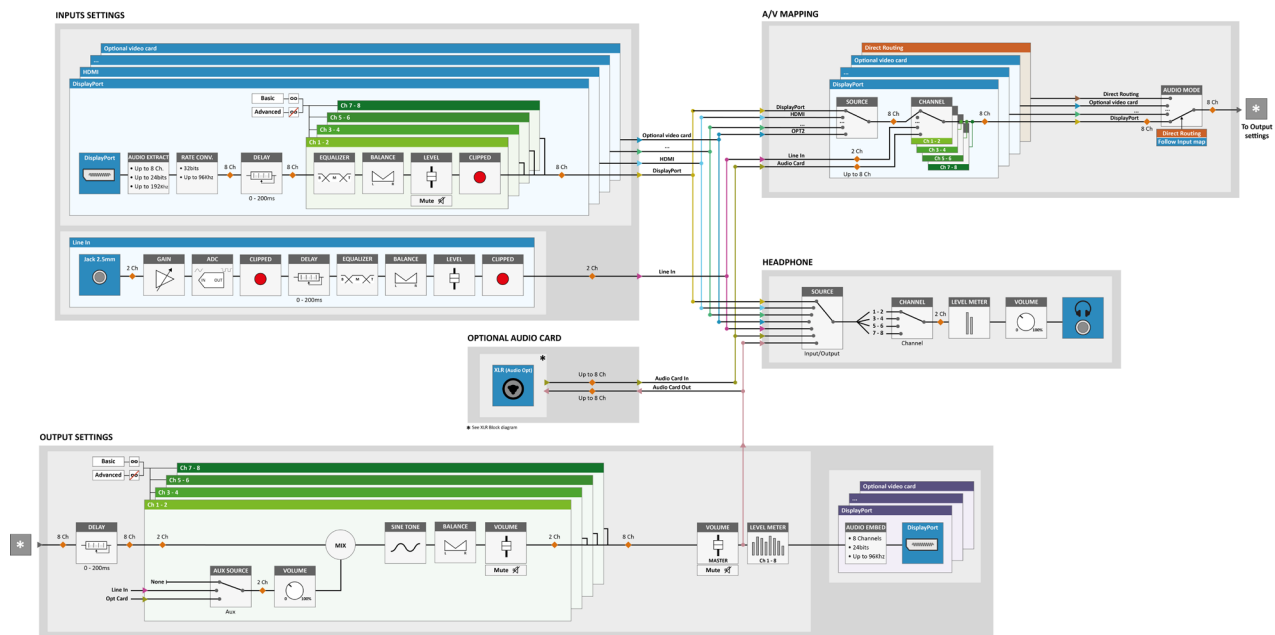 INPUTS SETTINGS
Optional video card
...
HDMI
DisplayPort
Basic
Advanced
Ch 7 - 8
Ch 5 - 6
Ch 3 - 4
Ch 1 - 2
DisplayPort
AUDIO EXTRACT
• Up to 8 Ch.
• Up to 24bits
• Up to 192Khz
RATE CONV.
• 32bits
• Up to 96Khz
8 Ch
DELAY
0 - 200ms
8 Ch
EQUALIZER
BALANCE
L
R
LEVEL
Mute
CLIPPED
8 Ch
Optional video card
...
HDMI
DisplayPort
Line In
Jack 2.5mm
2 Ch
GAIN
ADC
IN
OUT
CLIPPED
DELAY
0 - 200ms
EQUALIZER
BALANCE
L
R
LEVEL
CLIPPED
2 Ch
Line In
A/V MAPPING
Direct Routing
Optional video card
...
DisplayPort
DisplayPort
HDMI
...
OPT2
SOURCE
8 Ch
CHANNEL
Ch 1 - 2
Ch 3 - 4
Ch 5 - 6
Ch 7 - 8
8 Ch
Line In
2 Ch
Audio Card
Up to 8 Ch
Direct Routing
Optional video card
...
DisplayPort
8 Ch
AUDIO MODE
Direct Routing
Follow Input map
8 Ch
*
To Output
settings
HEADPHONE
SOURCE
Input/Output
1 - 2
3 - 4
5 - 6
7 - 8
CHANNEL
Channel
2 Ch
LEVEL METER
VOLUME
0
100%
OPTIONAL AUDIO CARD
*
XLR (Audio Opt)
Up to 8 Ch
Audio Card In
Audio Card Out
Up to 8 Ch
* See XLR Block diagram
OUTPUT SETTINGS
Basic
Advanced
Ch 7 - 8
Ch 5 - 6
Ch 3 - 4
Ch 1 - 2
*
8 Ch
DELAY
0 - 200ms
8 Ch
2 Ch
None
Line In
Opt Card
AUX SOURCE
Aux
2 Ch
VOLUME
0
100%
MIX
SINE TONE
BALANCE
L
R
VOLUME
Mute
2 Ch
8 Ch
VOLUME
MASTER
Mute
LEVEL METER
Ch 1 - 8
Optional video card
...
DisplayPort
AUDIO EMBED
• 8 Channels
• 24bits
• Up to 96Khz
DisplayPort